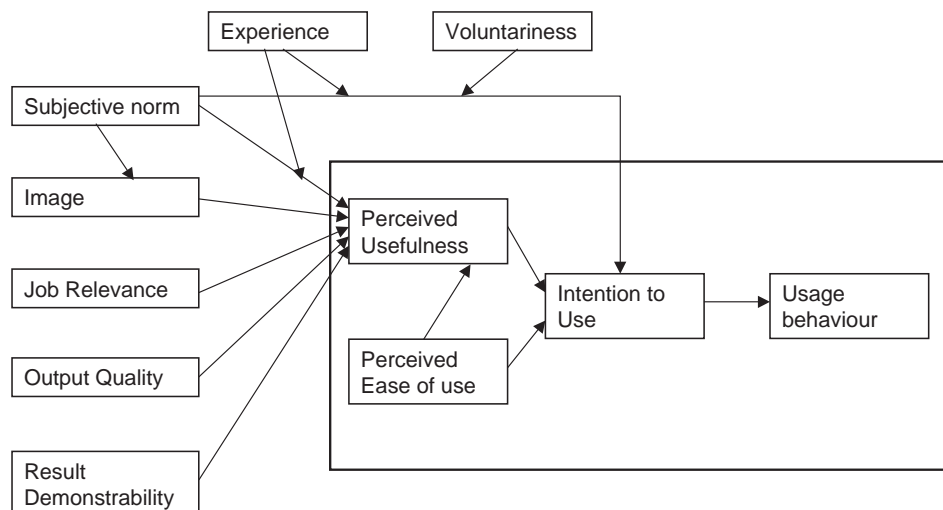 Experience
Voluntariness
Subjective norm
Image
Perceived
Usefulness
Job Relevance
Intention to
Use
Usage
behaviour
Perceived
Ease of use
Output Quality
Result
Demonstrability